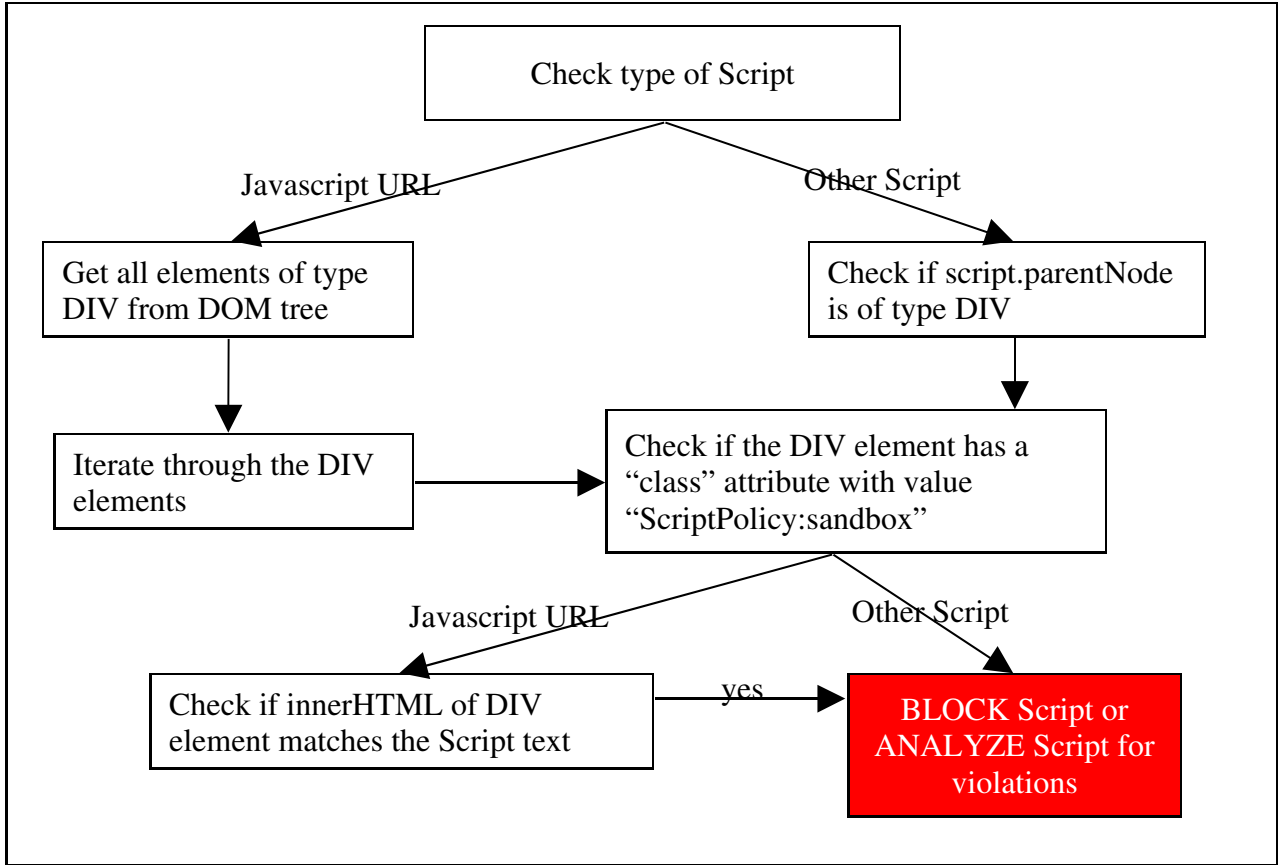 Check type of Script
Javascript URL
Other Script
Get all elements of type
DIV from DOM tree
Check if script.parentNode
is of type DIV
Iterate through the DIV
elements
Check if the DIV element has a
“class” attribute with value
“ScriptPolicy:sandbox”
Javascript URL
Other Script
Check if innerHTML of DIV
element matches the Script text
yes
BLOCK Script or
ANALYZE Script for
violations